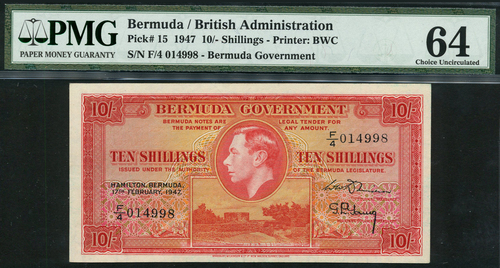 PMG
PAPER MONEY GUARANTY
Bermuda / British Administration
Pick# 15 1947 10/- Shillings - Printer: BWC
S/N F/4 014998 - Bermuda Government
64
Choice Uncirculated
10/-
10/-
BERMUDA GOVERNMENT
BERMUDA NOTES ARE LEGAL TENDER FOR
THE PAYMENT OF ANY AMOUNT.
F/4 014998
TEN SHILLINGS TEN SHILLINGS
ISSUED UNDER THE AUTHORITY OF THE BERMUDA LEGISLATURE.
HAMILTON, BERMUDA.
17TH FEBRUARY, 1947.
F/4 014998
10/-
10/-